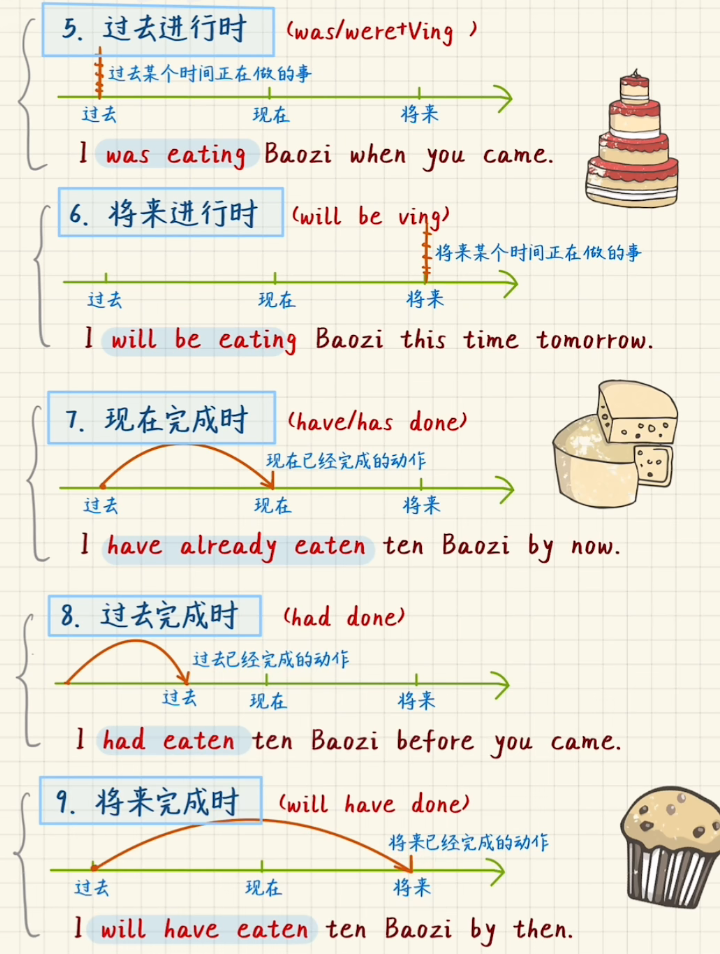 5. 过去进行时 (was/were+Ving )
过去某个时间正在做的事
过去 现在 将来
I was eating Baozi when you came.
6. 将来进行时 (will be ving)
将来某个时间正在做的事
过去 现在 将来
I will be eating Baozi this time tomorrow.
7. 现在完成时 (have/has done)
现在已经完成的动作
过去 现在 将来
I have already eaten ten Baozi by now.
8. 过去完成时 (had done)
过去已经完成的动作
过去 现在 将来
I had eaten ten Baozi before you came.
9. 将来完成时 (will have done)
将来已经完成的动作
过去 现在 将来
I will have eaten ten Baozi by then.